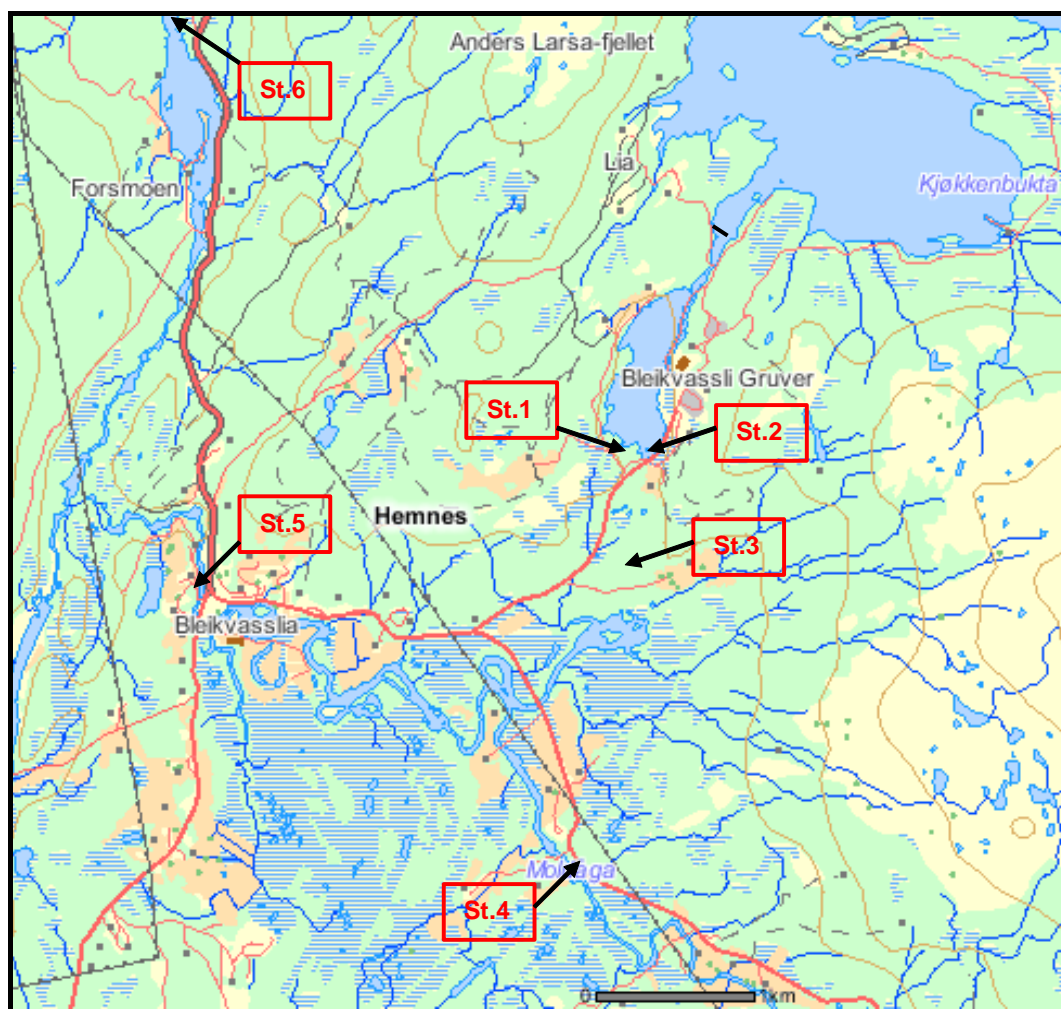 Anders Larsa-fjellet
St.6
Lia
Forsmoen
Kjøkkenbukta
Bleikvassli Gruver
St.1
St.2
Hemnes
St.5
St.3
Bleikvasslia
St.4
0
1km